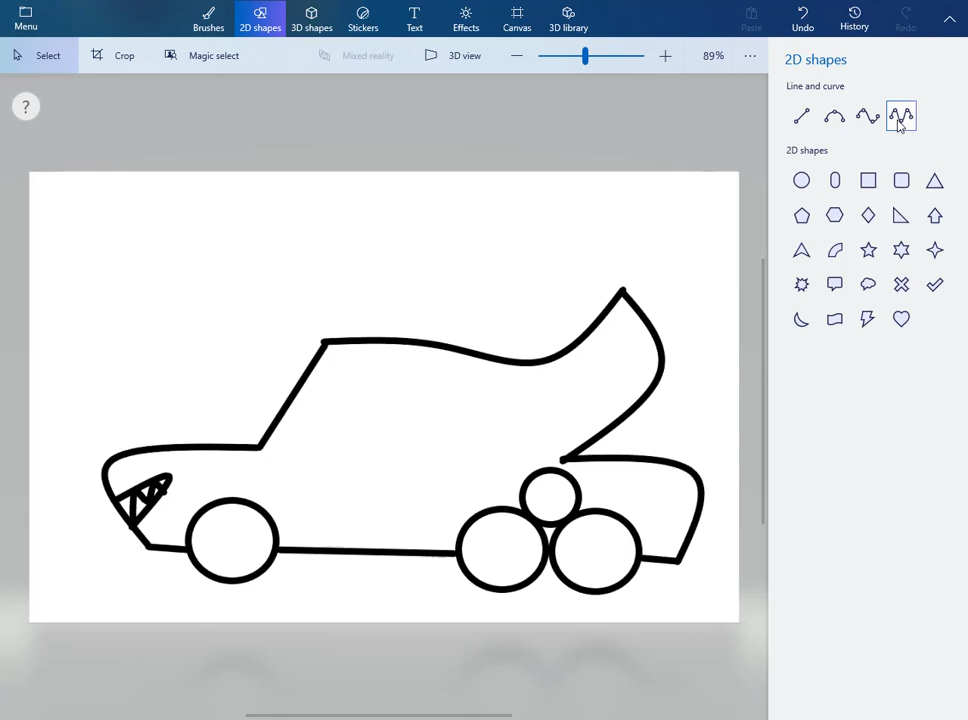 Menu
Brushes
2D shapes
3D shapes
Stickers
Text
Effects
Canvas
3D library
Paste
Undo
History
Redo
Select
Crop
Magic select
Mixed reality
3D view
89%
2D shapes
Line and curve
2D shapes
?